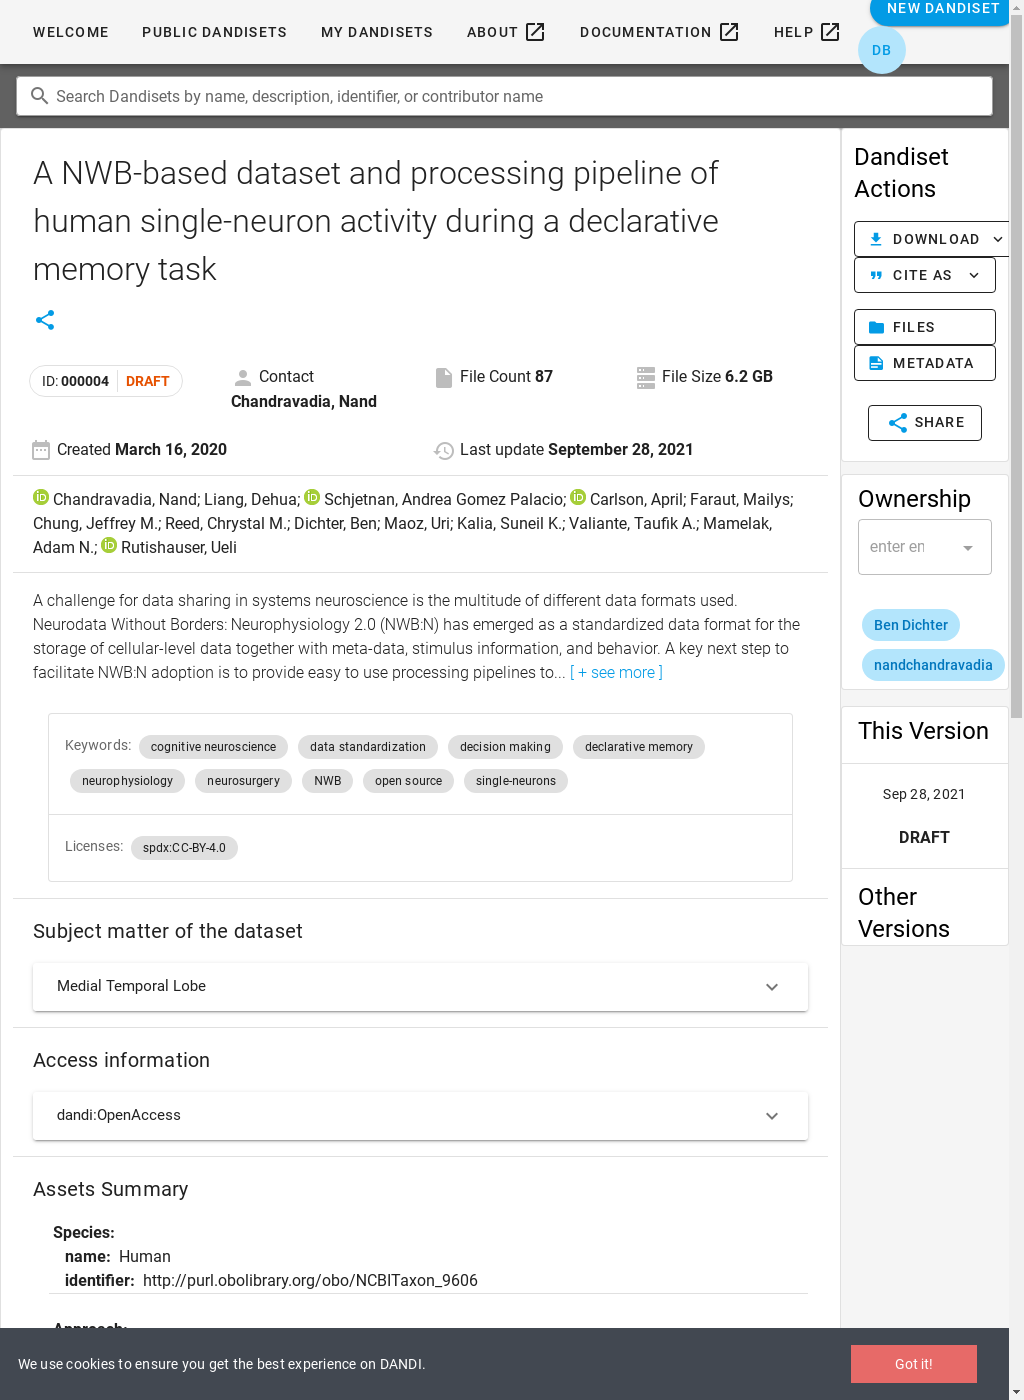 WELCOME PUBLIC DANDISETS MY DANDISETS ABOUT DOCUMENTATION HELP NEW DANDISET
DB
Search Dandisets by name, description, identifier, or contributor name
A NWB-based dataset and processing pipeline of
human single-neuron activity during a declarative
memory task
ID: 000004 DRAFT
Contact
Chandravadia, Nand
File Count 87
File Size 6.2 GB
Created March 16, 2020
Last update September 28, 2021
Chandravadia, Nand; Liang, Dehua; Schjetnan, Andrea Gomez Palacio; Carlson, April; Faraut, Mailys;
Chung, Jeffrey M.; Reed, Chrystal M.; Dichter, Ben; Maoz, Uri; Kalia, Suneil K.; Valiante, Taufik A.; Mamelak,
Adam N.; Rutishauser, Ueli
A challenge for data sharing in systems neuroscience is the multitude of different data formats used.
Neurodata Without Borders: Neurophysiology 2.0 (NWB:N) has emerged as a standardized data format for the
storage of cellular-level data together with meta-data, stimulus information, and behavior. A key next step to
facilitate NWB:N adoption is to provide easy to use processing pipelines to... [ + see more ]
Keywords: cognitive neuroscience data standardization decision making declarative memory
neurophysiology neurosurgery NWB open source single-neurons
Licenses: spdx:CC-BY-4.0
Subject matter of the dataset
Medial Temporal Lobe
Access information
dandi:OpenAccess
Assets Summary
Species:
name: Human
identifier: http://purl.obolibrary.org/obo/NCBITaxon_9606
Approach:
Dandiset
Actions
DOWNLOAD
CITE AS
FILES
METADATA
SHARE
Ownership
enter en
Ben Dichter
nandchandravadia
This Version
Sep 28, 2021
DRAFT
Other
Versions
We use cookies to ensure you get the best experience on DANDI.
Got it!